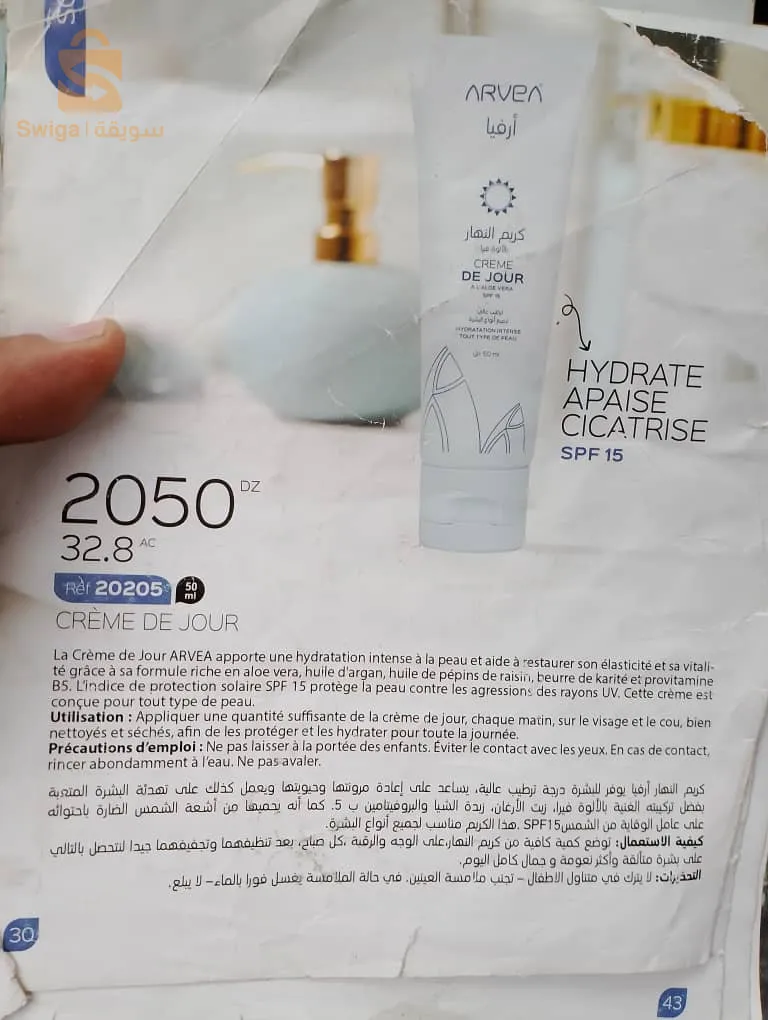 Swiga | سويقة
ARVEA
أرفيا
كريم النهار
بالألوة فيرا
CREME
DE JOUR
A L'ALOE VERA
SPF 15
ترطيب عالي
لجميع أنواع البشرة
HYDRATATION INTENSE
TOUT TYPE DE PEAU
50 ml مل
HYDRATE
APAISE
CICATRISE
SPF 15
2050 DZ
32.8 AC
Réf 20205 50 ml
CRÈME DE JOUR
La Crème de Jour ARVEA apporte une hydratation intense à la peau et aide à restaurer son élasticité et sa vitali-
té grâce à sa formule riche en aloe vera, huile d'argan, huile de pépins de raisin, beurre de karité et provitamine
B5. L'indice de protection solaire SPF 15 protège la peau contre les agressions des rayons UV. Cette crème est
conçue pour tout type de peau.
Utilisation : Appliquer une quantité suffisante de la crème de jour, chaque matin, sur le visage et le cou, bien
nettoyés et séchés, afin de les protéger et les hydrater pour toute la journée.
Précautions d'emploi : Ne pas laisser à la portée des enfants. Éviter le contact avec les yeux. En cas de contact,
rincer abondamment à l'eau. Ne pas avaler.
كريم النهار أرفيا يوفر للبشرة درجة ترطيب عالية، يساعد على إعادة مرونتها وحيويتها ويعمل كذلك على تهدئة البشرة المتعبة
بفضل تركيبته الغنية بالألوة فيرا، زيت الأرغان، زبدة الشيا والبروفيتامين ب 5. كما أنه يحميها من أشعة الشمس الضارة باحتوائه
على عامل الوقاية من الشمس SPF15. هذا الكريم مناسب لجميع أنواع البشرة.
كيفية الاستعمال: توضع كمية كافية من كريم النهار،على الوجه والرقبة ،كل صباح، بعد تنظيفهما وتجفيفهما جيدا لتتحصل بالتالي
على بشرة متألقة وأكثر نعومة و جمال كامل اليوم.
التحذيرات: لا يترك في متناول الاطفال – تجنب ملامسة العينين. في حالة الملامسة يغسل فورا بالماء– لا يبلع.
30
43